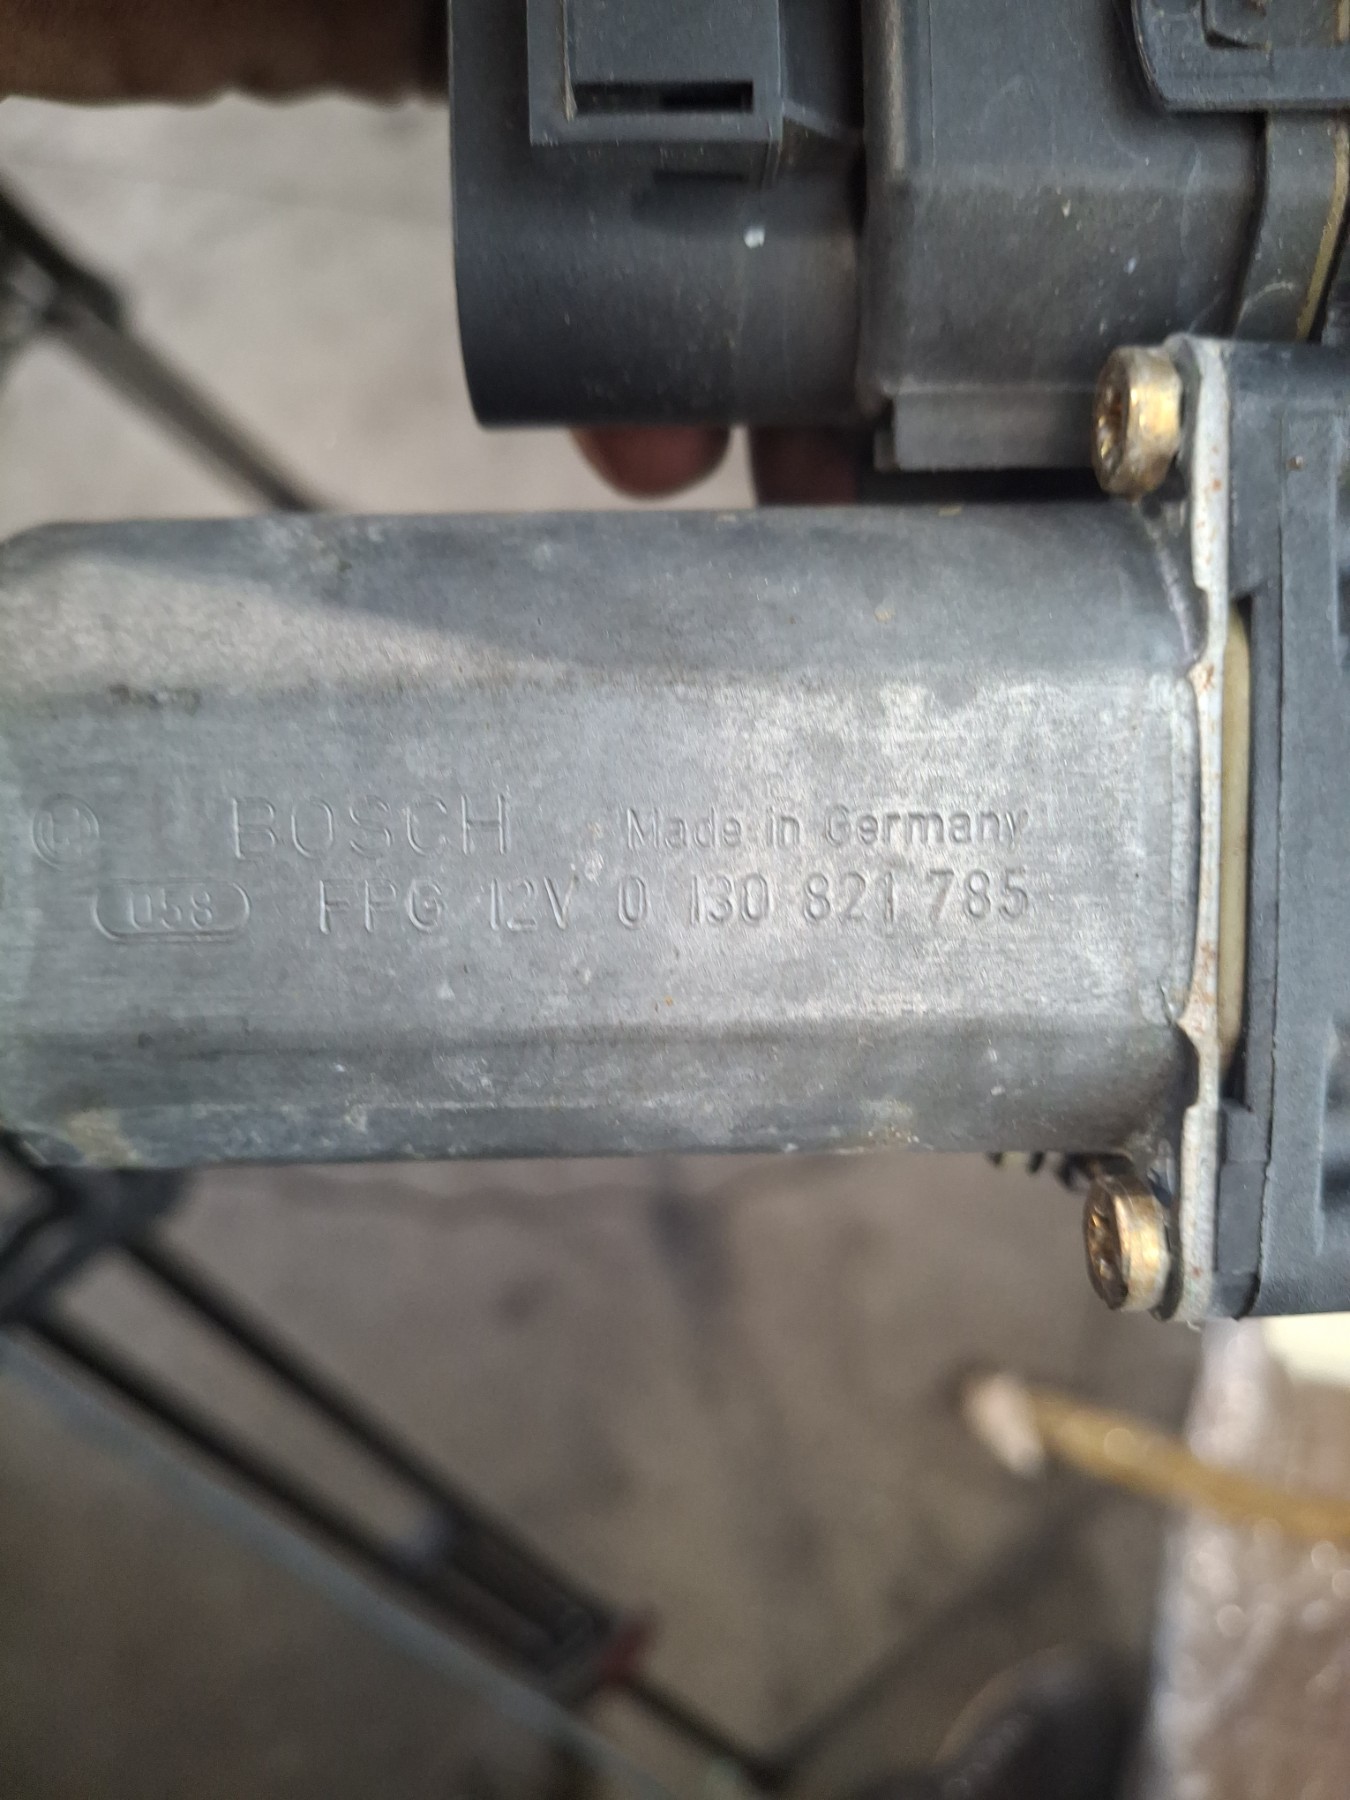 BOSCH Made in Germany
058 FPG 12V 0 130 821 785